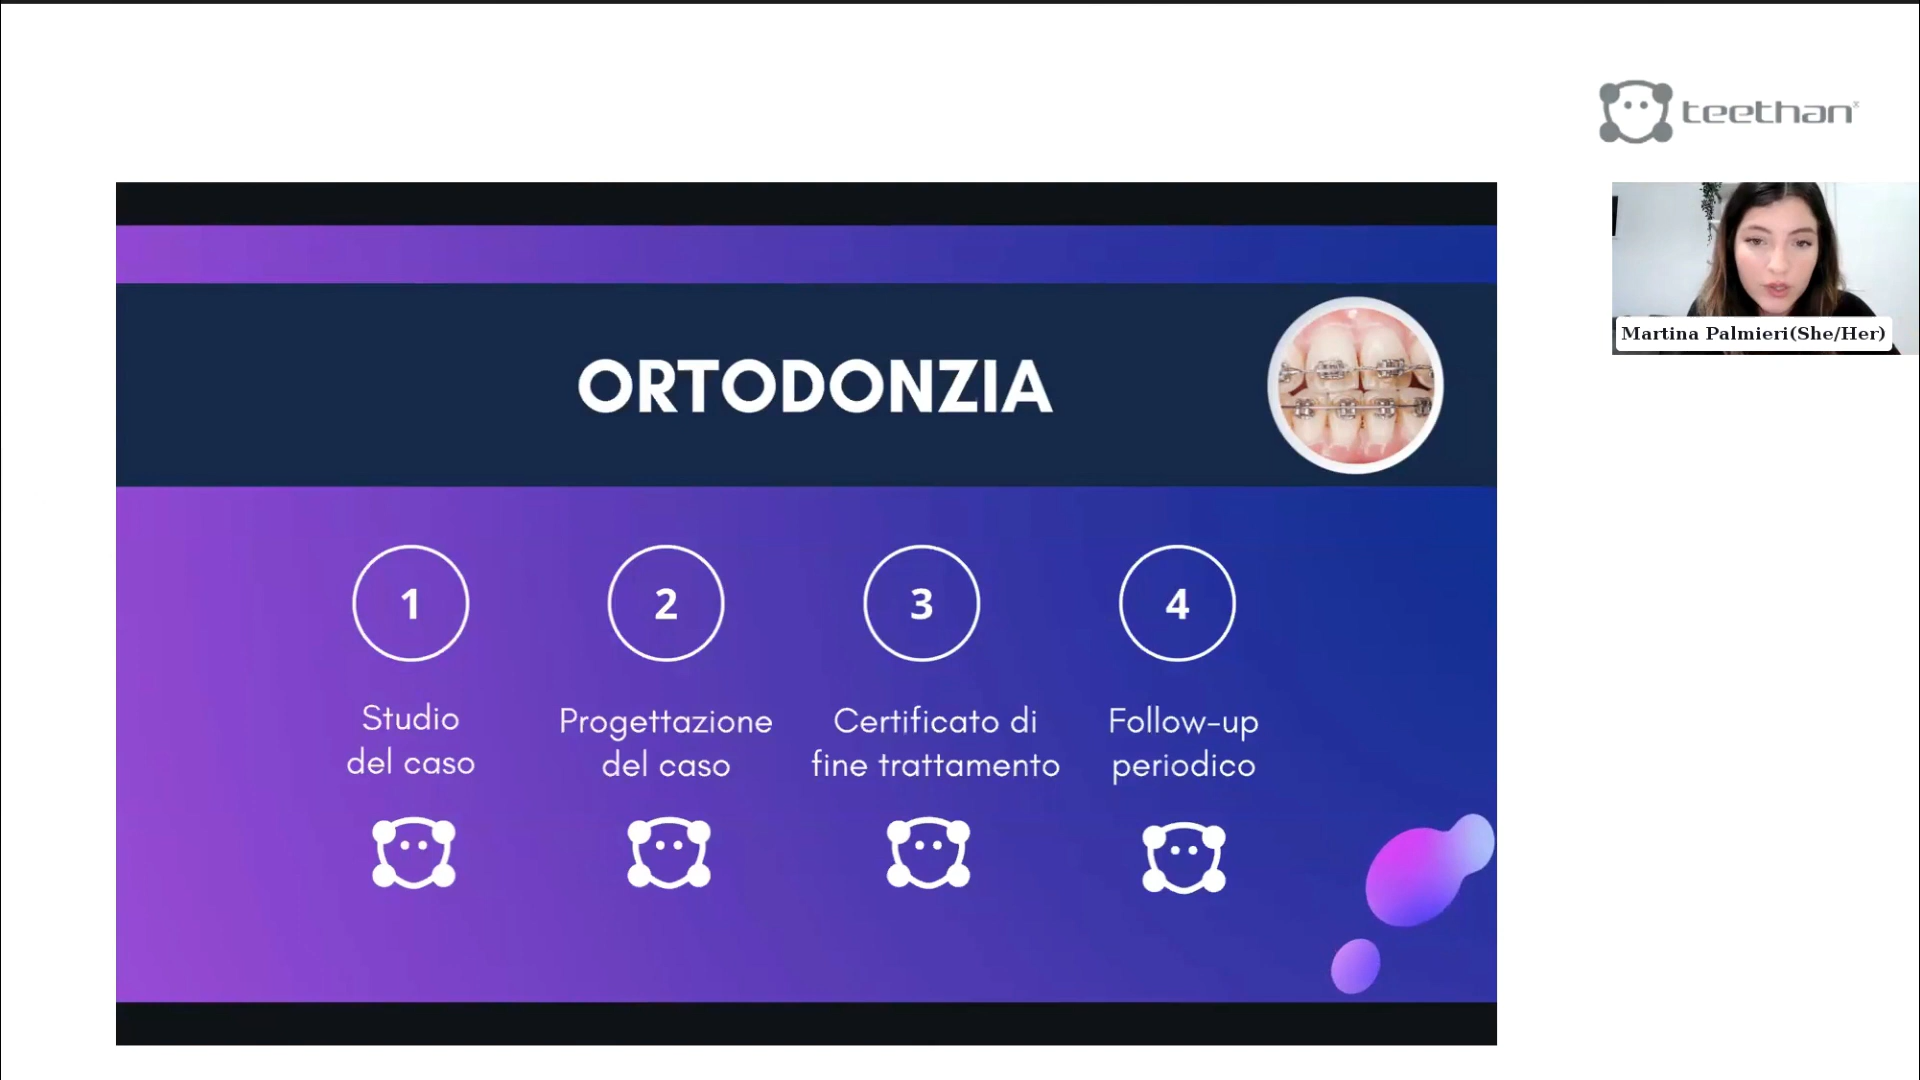 teethan
Martina Palmieri(She/Her)
ORTODONZIA
1
2
3
4
Studio
del caso
Progettazione
del caso
Certificato di
fine trattamento
Follow-up
periodico